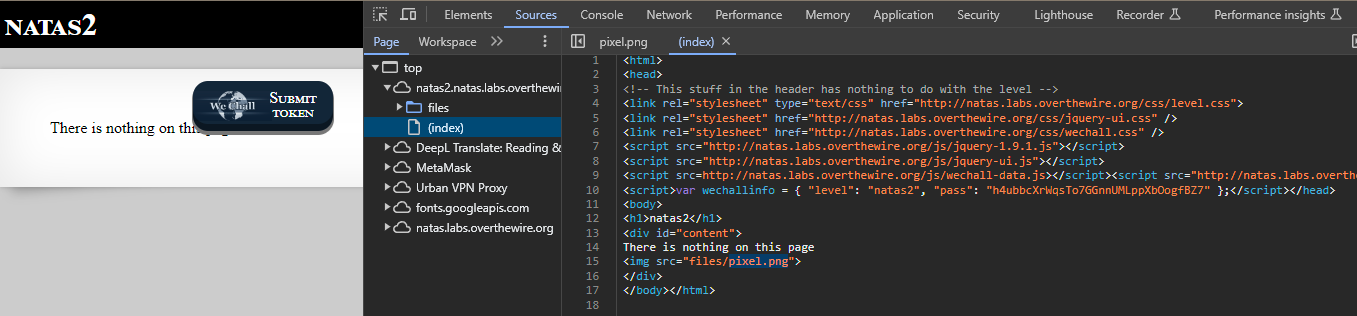 NATAS2
We Chall
SUBMIT
TOKEN
There is nothing on this
Elements Sources Console Network Performance Memory Application Security Lighthouse Recorder Performance insights
Page Workspace
top
natas2.natas.labs.overthewi
files
(index)
DeepL Translate: Reading &
MetaMask
Urban VPN Proxy
fonts.googleapis.com
natas.labs.overthewire.org
pixel.png (index)
1 <html>
2 <head>
3 <!-- This stuff in the header has nothing to do with the level -->
4 <link rel="stylesheet" type="text/css" href="http://natas.labs.overthewire.org/css/level.css">
5 <link rel="stylesheet" href="http://natas.labs.overthewire.org/css/jquery-ui.css" />
6 <link rel="stylesheet" href="http://natas.labs.overthewire.org/css/wechall.css" />
7 <script src="http://natas.labs.overthewire.org/js/jquery-1.9.1.js"></script>
8 <script src="http://natas.labs.overthewire.org/js/jquery-ui.js"></script>
9 <script src=http://natas.labs.overthewire.org/js/wechall-data.js></script><script src="http://natas.labs.overth
10 <script>var wechallinfo = { "level": "natas2", "pass": "h4ubbcXrWqsTo7GGnnUMLppXbOogfBZ7" };</script></head>
11 <body>
12 <h1>natas2</h1>
13 <div id="content">
14 There is nothing on this page
15 <img src="files/pixel.png">
16 </div>
17 </body></html>
18